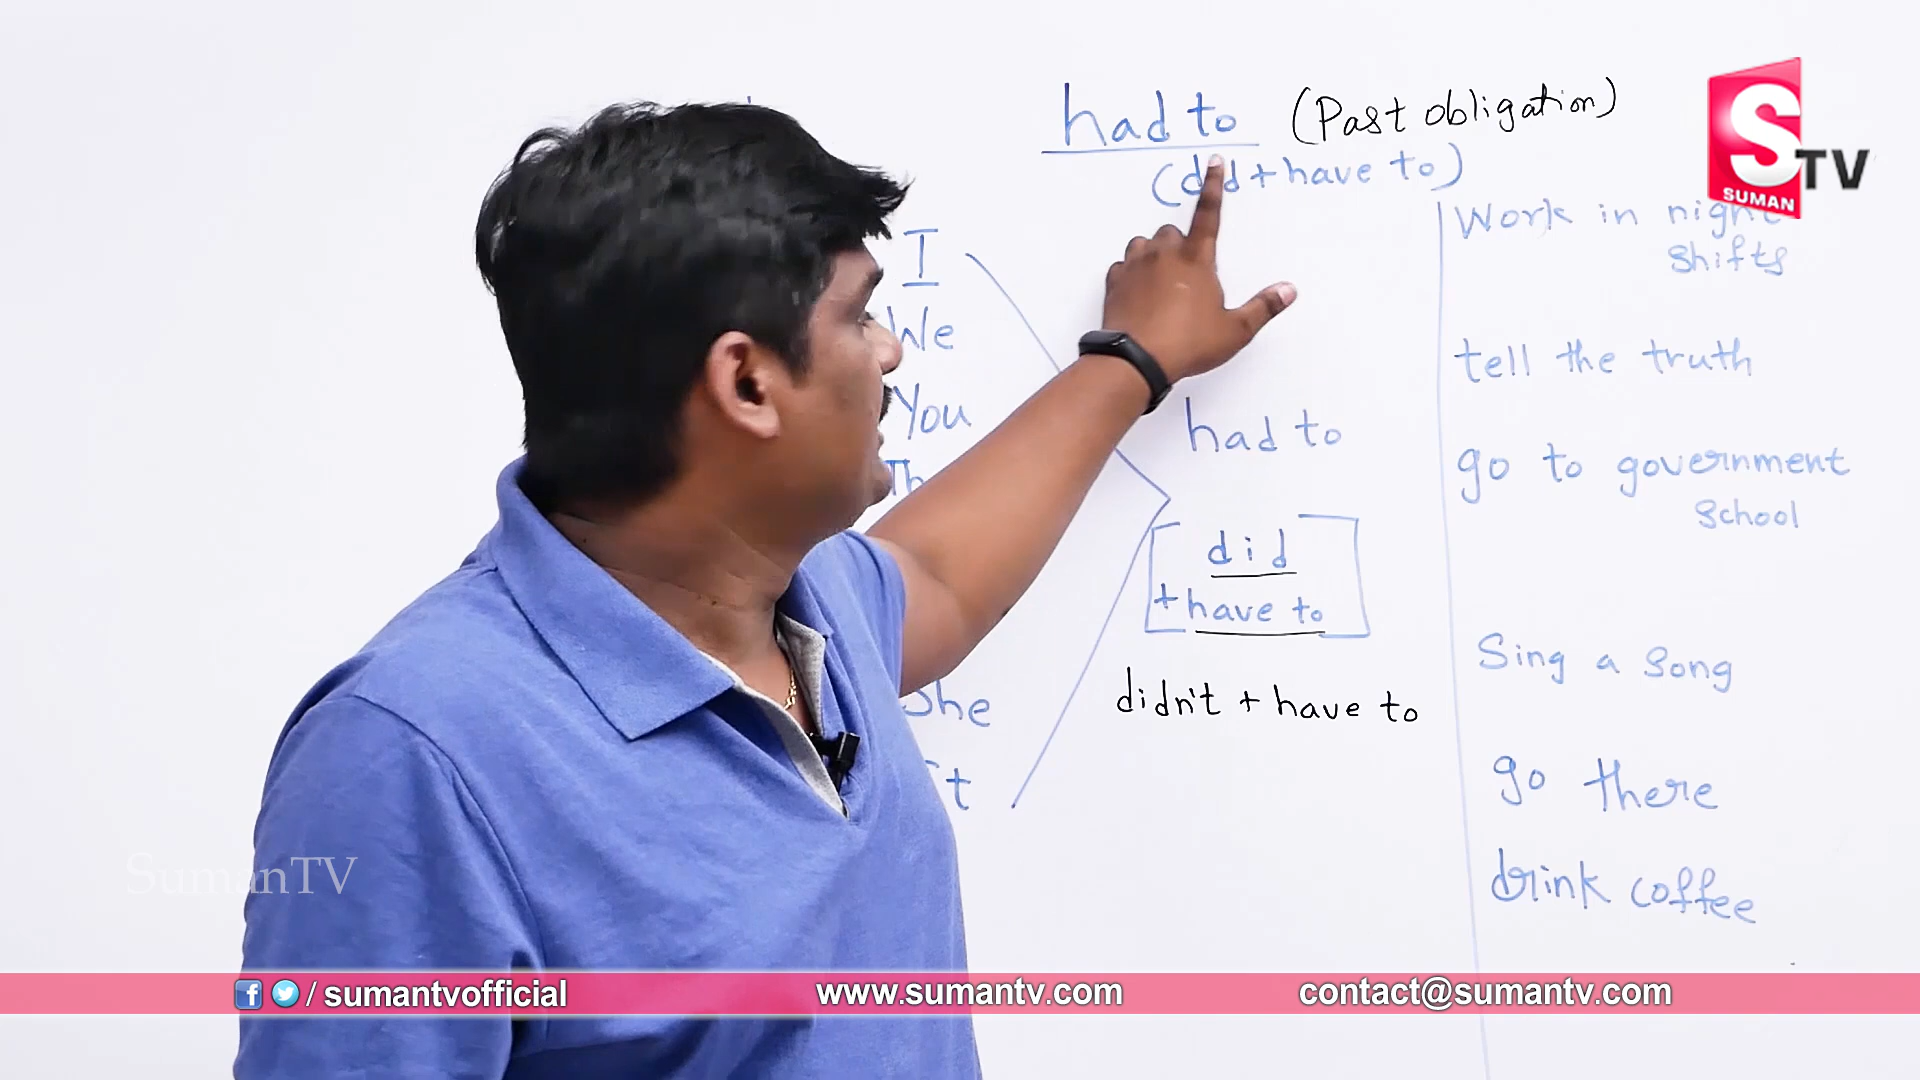 had to (Past obligation)
(did + have to)
S TV
SUMAN
I
We
You
had to
did
+ have to
didn't + have to
She
Work in night
shifts
tell the truth
go to government
school
Sing a song
go there
drink coffee
SumanTV
/ sumantvofficial
www.sumantv.com
contact@sumantv.com